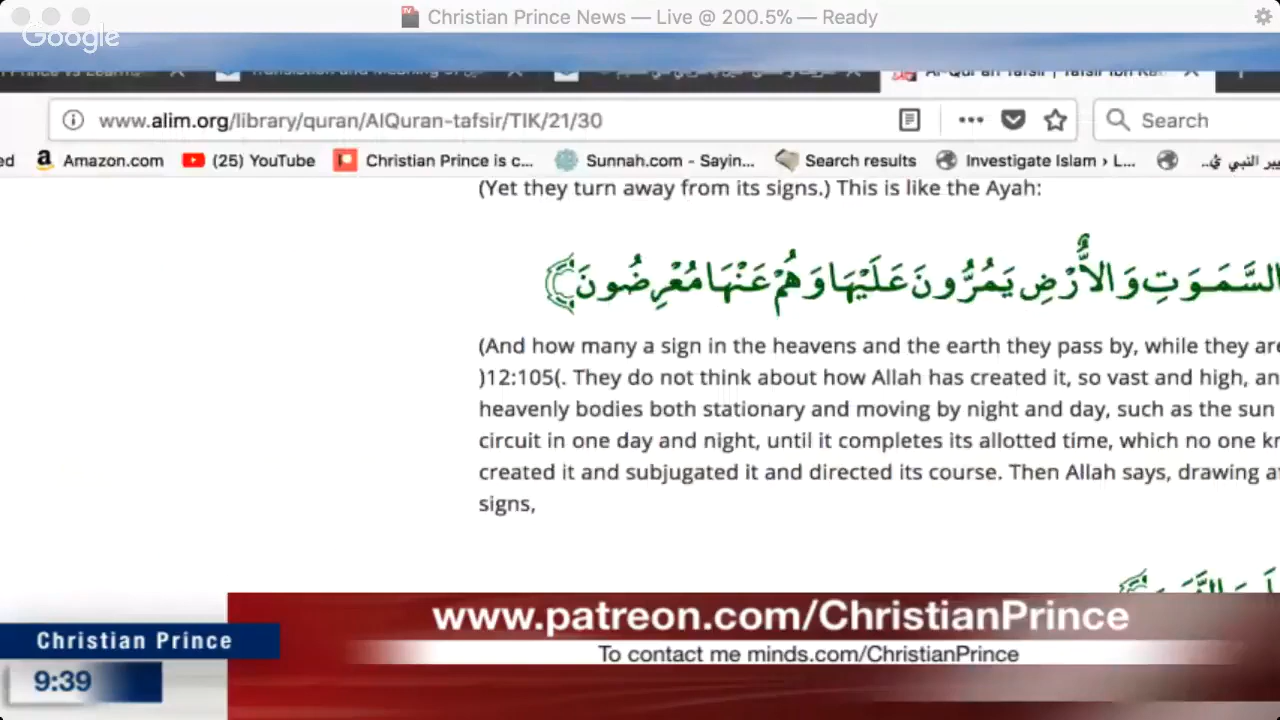 Christian Prince News — Live @ 200.5% — Ready
Google
www.alim.org/library/quran/AlQuran-tafsir/TIK/21/30
Search
ed
Amazon.com
(25) YouTube
Christian Prince is c...
Sunnah.com - Sayin...
Search results
Investigate Islam › L...
(Yet they turn away from its signs.) This is like the Ayah:
السَّمَـوَتِ وَالاٌّرْضِ يَمُرُّونَ عَلَيْهَا وَهُمْ عَنْهَا مُعْرِضُونَ
(And how many a sign in the heavens and the earth they pass by, while they are
)12:105(. They do not think about how Allah has created it, so vast and high, an
heavenly bodies both stationary and moving by night and day, such as the sun
circuit in one day and night, until it completes its allotted time, which no one kn
created it and subjugated it and directed its course. Then Allah says, drawing a
signs,
www.patreon.com/ChristianPrince
Christian Prince
To contact me minds.com/ChristianPrince
9:39